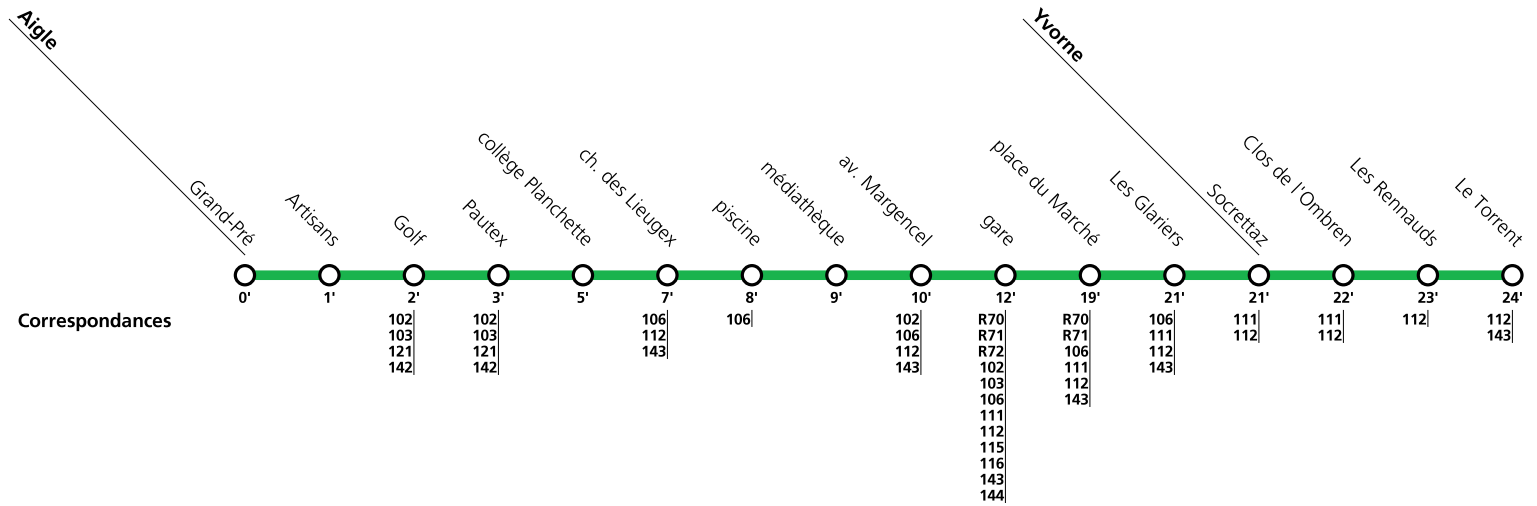 Aigle
Yvorne
Grand-Pré
Artisans
Golf
Pautex
collège Planchette
ch. des Lieugex
piscine
médiathèque
av. Margencel
gare
place du Marché
Les Glariers
Socrettaz
Clos de l'Ombren
Les Rennauds
Le Torrent
0' 1' 2' 3' 5' 7' 8' 9' 10' 12' 19' 21' 21' 22' 23' 24'
Correspondances 102 102 106 106 102 R70 R70 106 111 111 112 112
103 103 112 106 R71 R71 111 112 112 143
121 121 143 112 R72 106 112
142 142 143 102 111 143
103 112
106 143
111
112
115
116
143
144